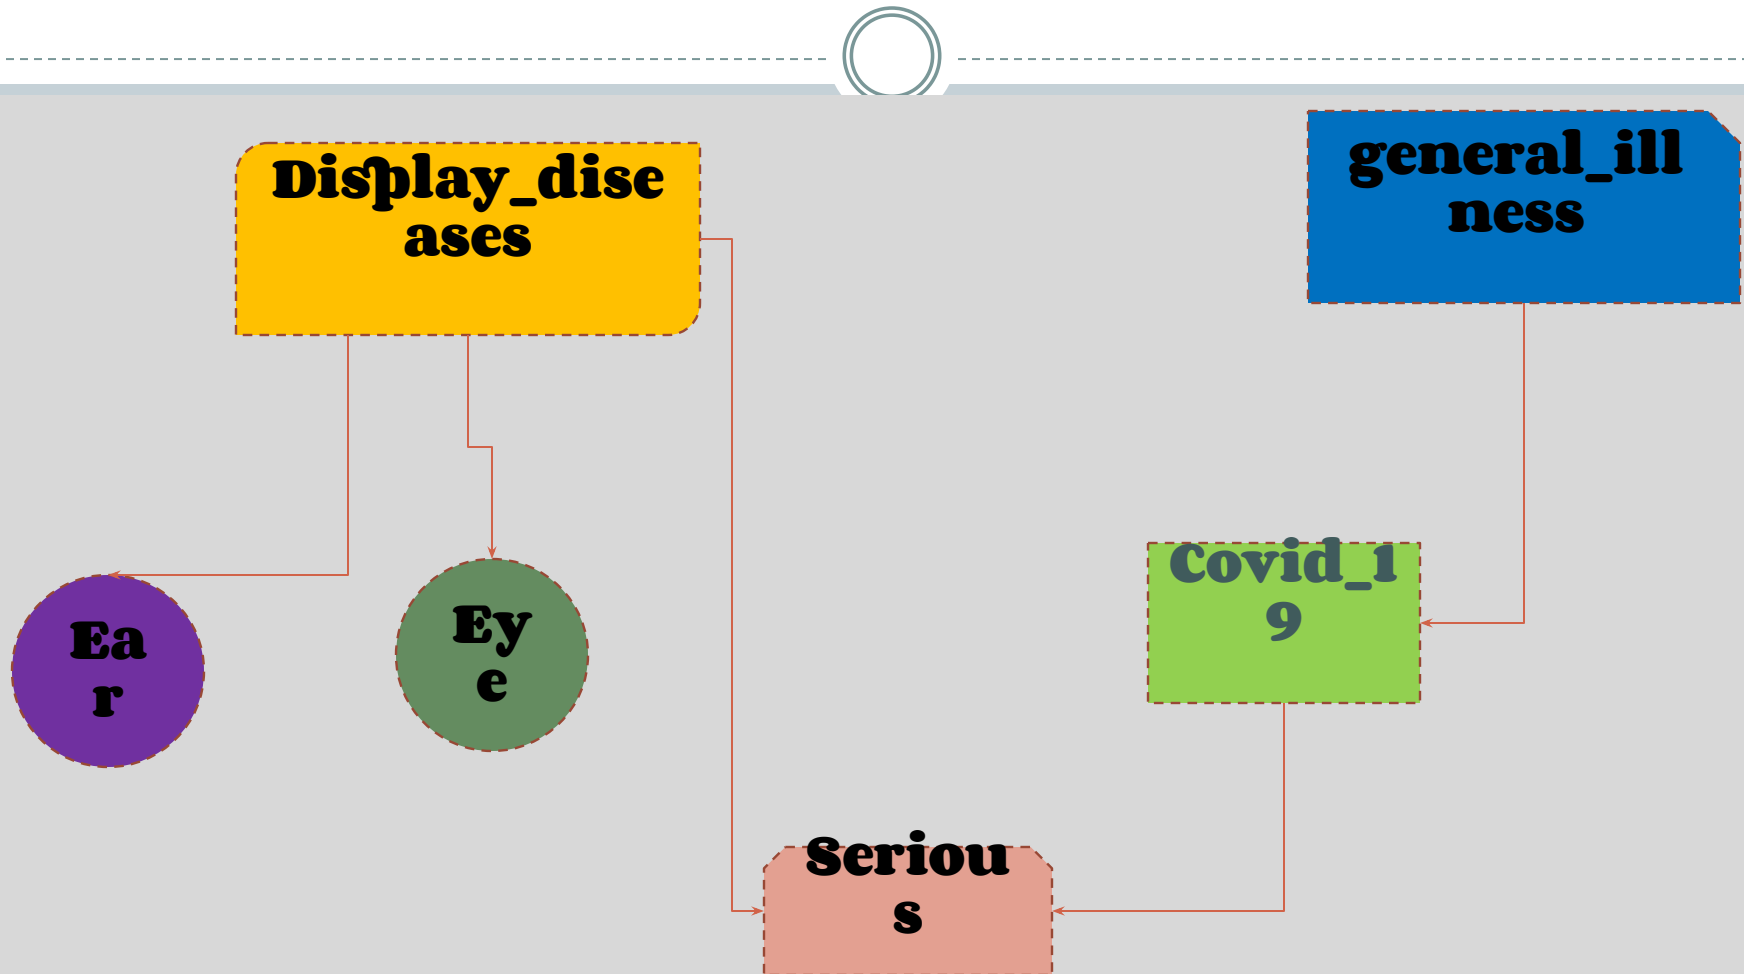 Display_dise
ases
general_ill
ness
Ea
r
Ey
e
Covid_1
9
Seriou
s